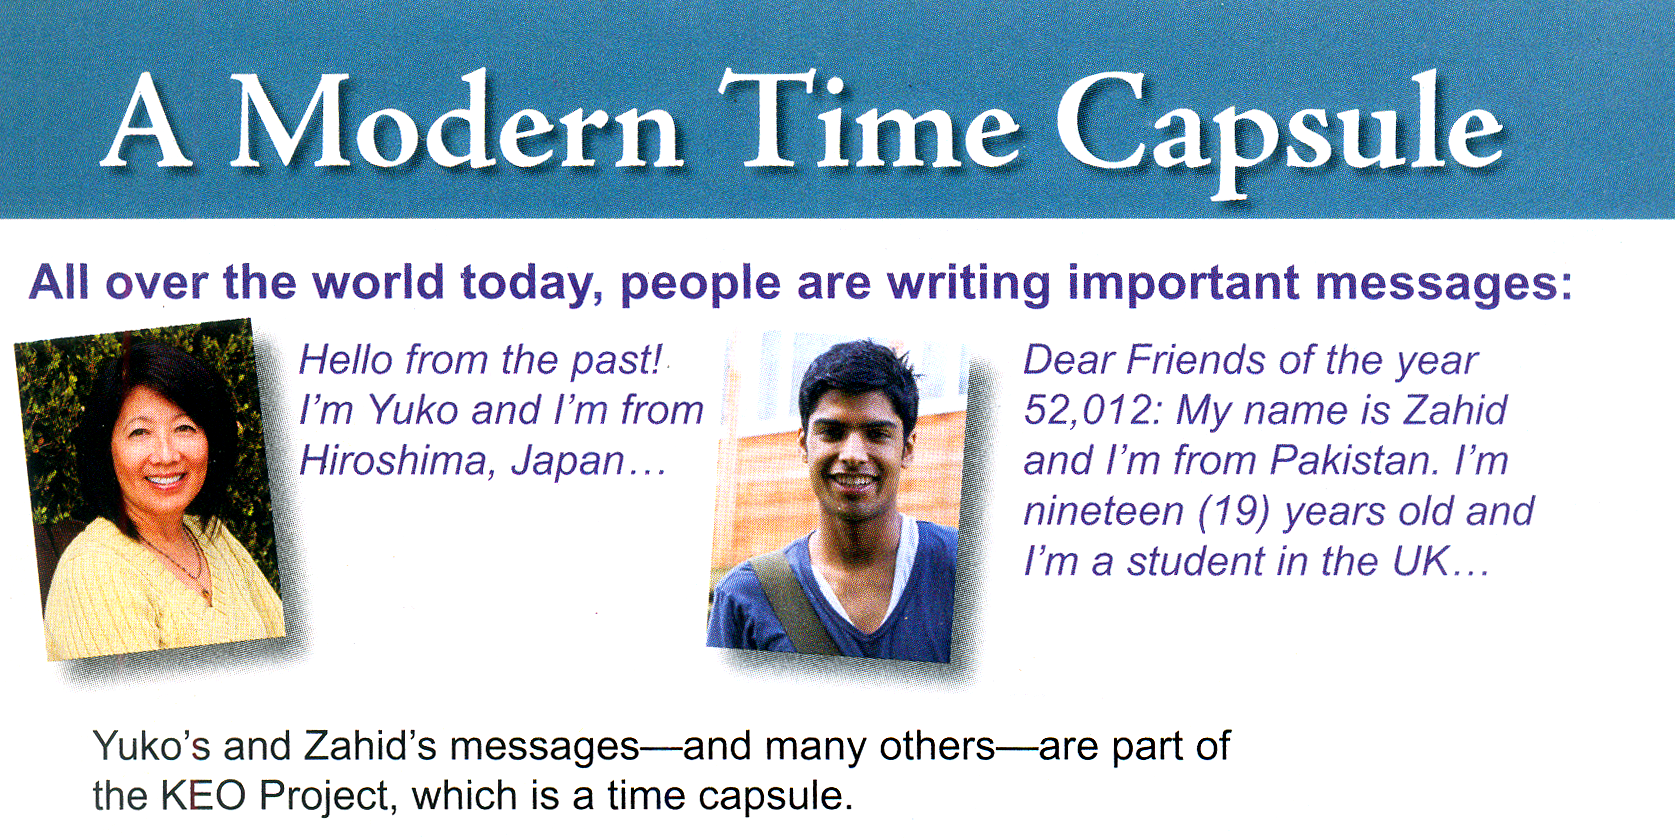 A Modern Time Capsule
All over the world today, people are writing important messages:
Hello from the past!
I'm Yuko and I'm from
Hiroshima, Japan...
Dear Friends of the year
52,012: My name is Zahid
and I'm from Pakistan. I'm
nineteen (19) years old and
I'm a student in the UK...
Yuko's and Zahid's messages—and many others—are part of
the KEO Project, which is a time capsule.